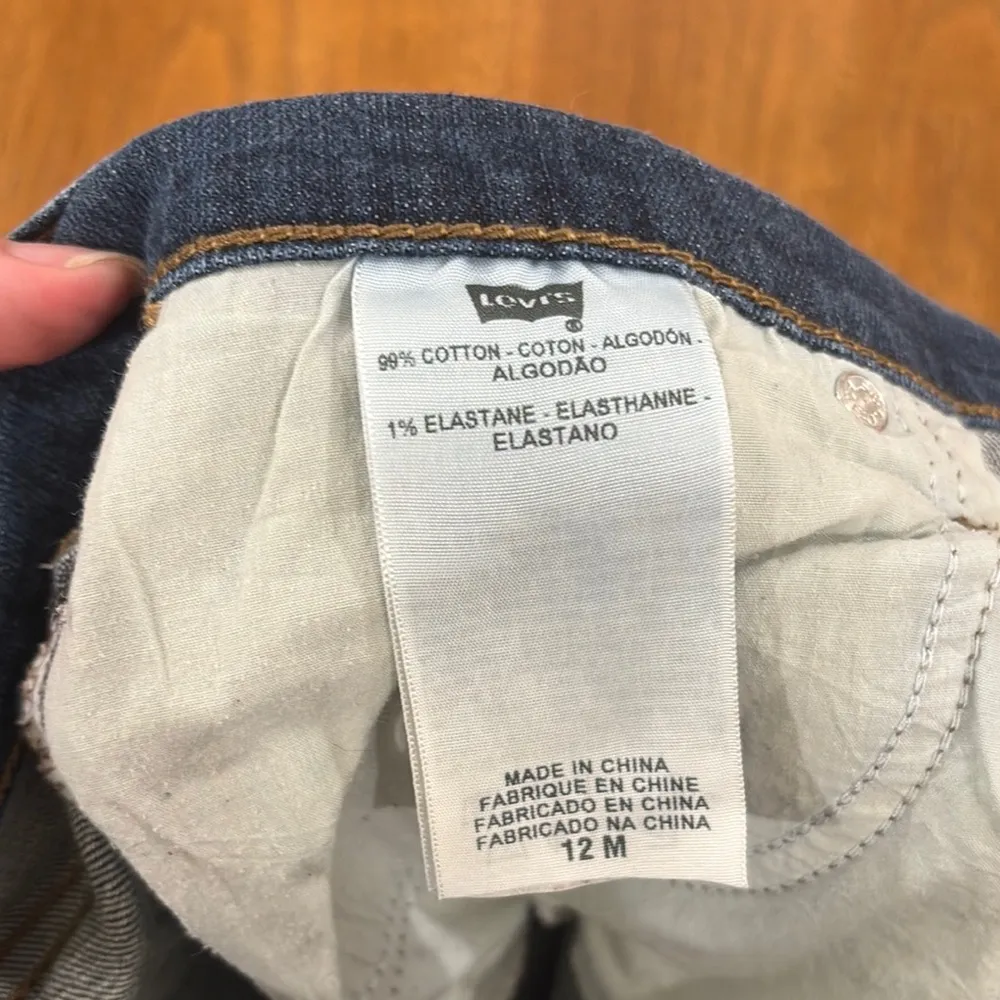 Levi's
®
99% COTTON - COTON - ALGODÓN -
ALGODÃO
1% ELASTANE - ELASTHANNE -
ELASTANO
MADE IN CHINA
FABRIQUE EN CHINE
FABRICADO EN CHINA
FABRICADO NA CHINA
12 M